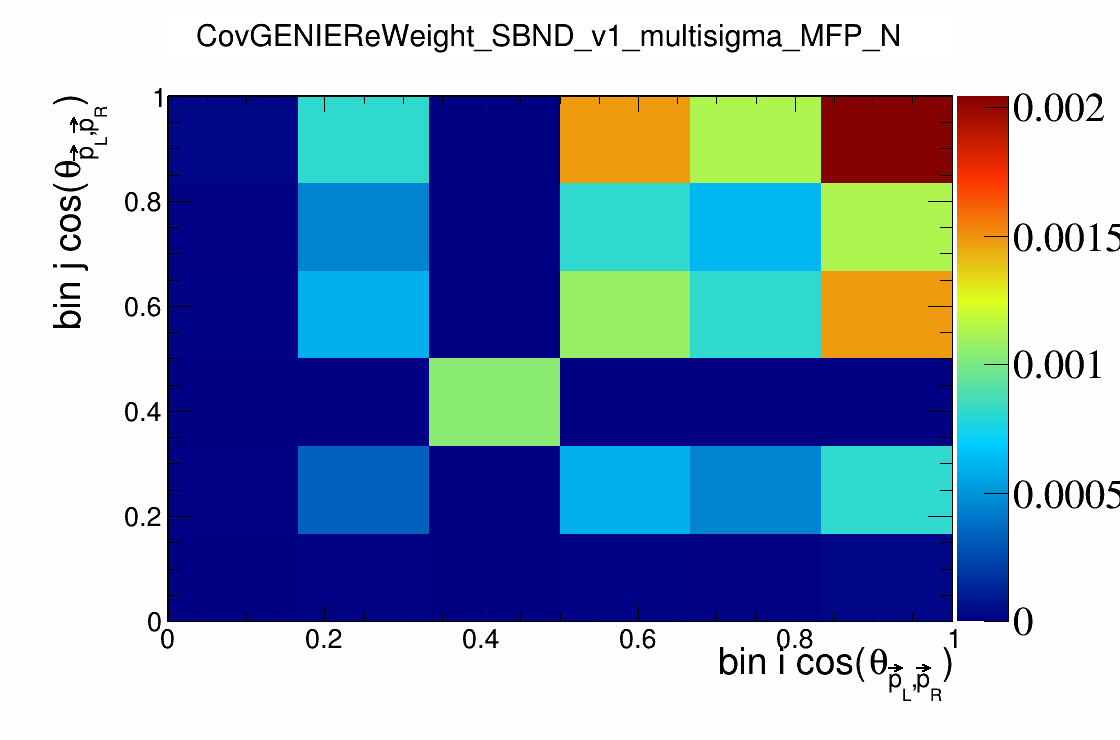 CovGENIEReWeight_SBND_v1_multisigma_MFP_N
bin j cos(θp⃗L,p⃗R)
1
0.8
0.6
0.4
0.2
0
0 0.2 0.4 0.6 0.8 1
bin i cos(θp⃗L,p⃗R)
0.002
0.0015
0.001
0.0005
0